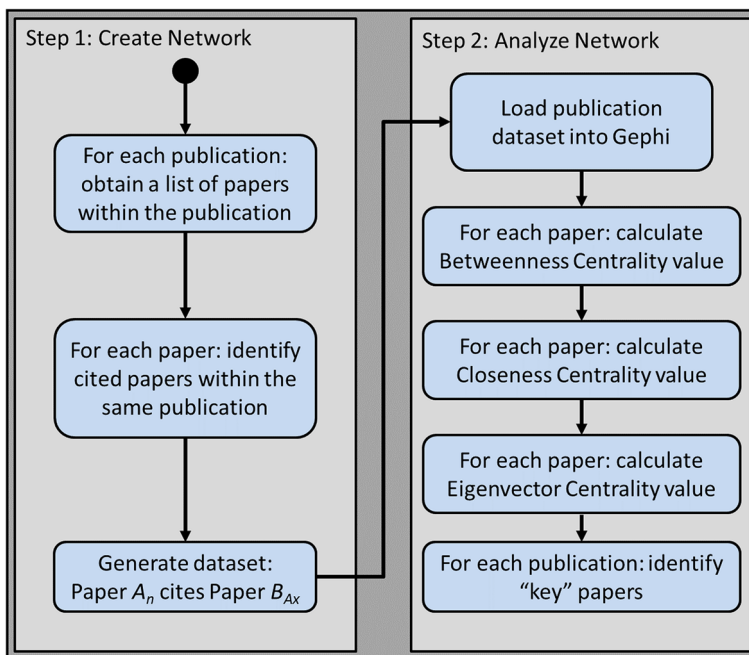 Step 1: Create Network
For each publication:
obtain a list of papers
within the publication
For each paper: identify
cited papers within the
same publication
Generate dataset:
Paper Aₙ cites Paper B_Ax
Step 2: Analyze Network
Load publication
dataset into Gephi
For each paper: calculate
Betweenness Centrality value
For each paper: calculate
Closeness Centrality value
For each paper: calculate
Eigenvector Centrality value
For each publication: identify
“key” papers